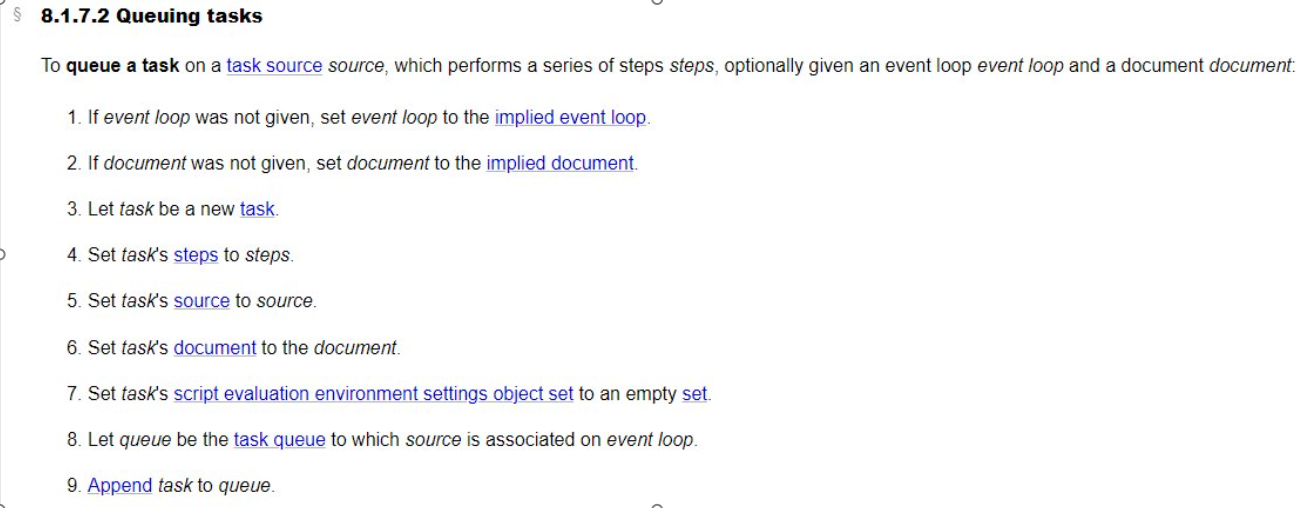 § 8.1.7.2 Queuing tasks
To queue a task on a task source source, which performs a series of steps steps, optionally given an event loop event loop and a document document:
1. If event loop was not given, set event loop to the implied event loop.
2. If document was not given, set document to the implied document.
3. Let task be a new task.
4. Set task's steps to steps.
5. Set task's source to source.
6. Set task's document to the document.
7. Set task's script evaluation environment settings object set to an empty set.
8. Let queue be the task queue to which source is associated on event loop.
9. Append task to queue.